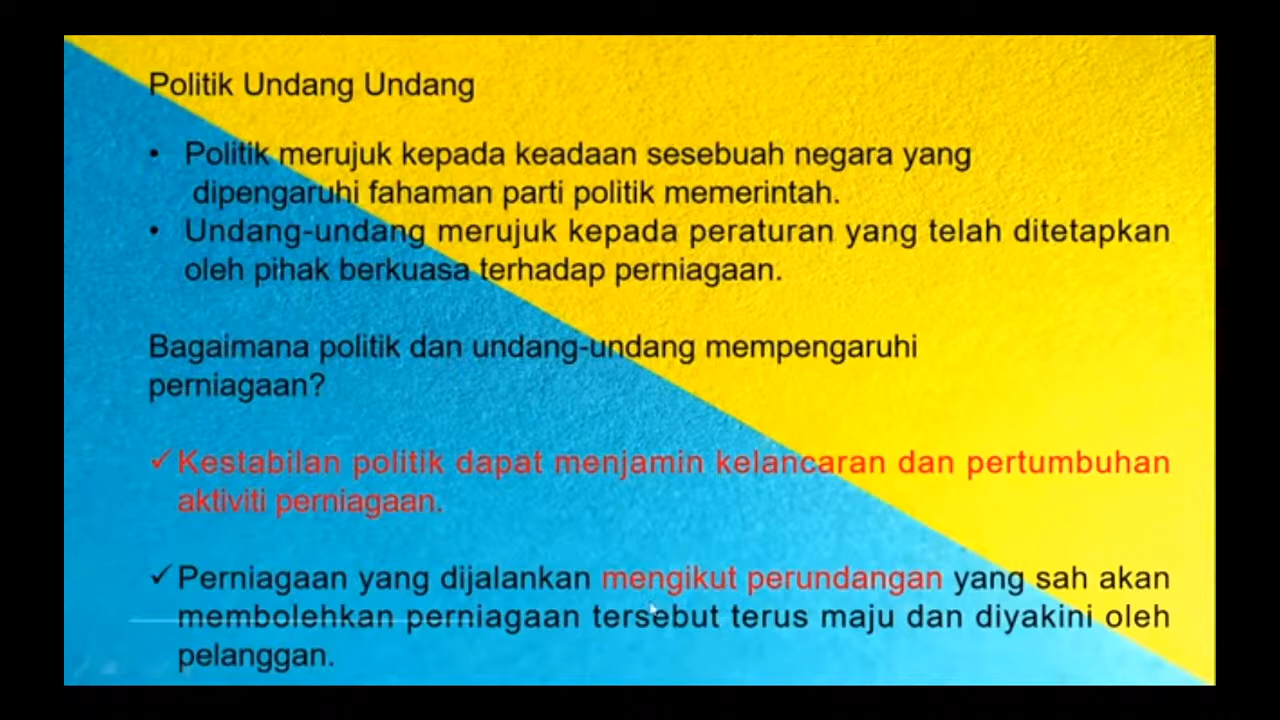 Politik Undang Undang
• Politik merujuk kepada keadaan sesebuah negara yang
dipengaruhi fahaman parti politik memerintah.
• Undang-undang merujuk kepada peraturan yang telah ditetapkan
oleh pihak berkuasa terhadap perniagaan.
Bagaimana politik dan undang-undang mempengaruhi
perniagaan?
✓ Kestabilan politik dapat menjamin kelancaran dan pertumbuhan
aktiviti perniagaan.
✓ Perniagaan yang dijalankan mengikut perundangan yang sah akan
membolehkan perniagaan tersebut terus maju dan diyakini oleh
pelanggan.